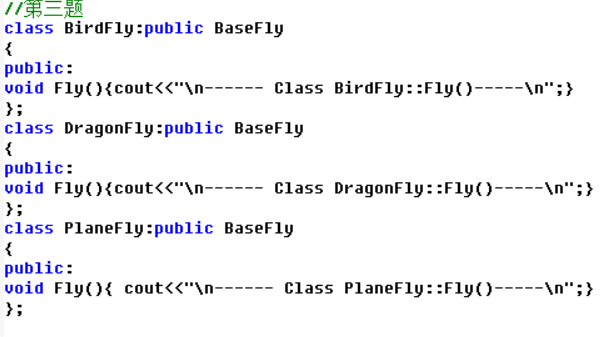 //第三题
class BirdFly:public BaseFly
{
public:
void Fly(){cout<<"\n------ Class BirdFly::Fly()-----\n";}
};
class DragonFly:public BaseFly
{
public:
void Fly(){cout<<"\n------ Class DragonFly::Fly()-----\n";}
};
class PlaneFly:public BaseFly
{
public:
void Fly(){ cout<<"\n------ Class PlaneFly::Fly()-----\n";}
};